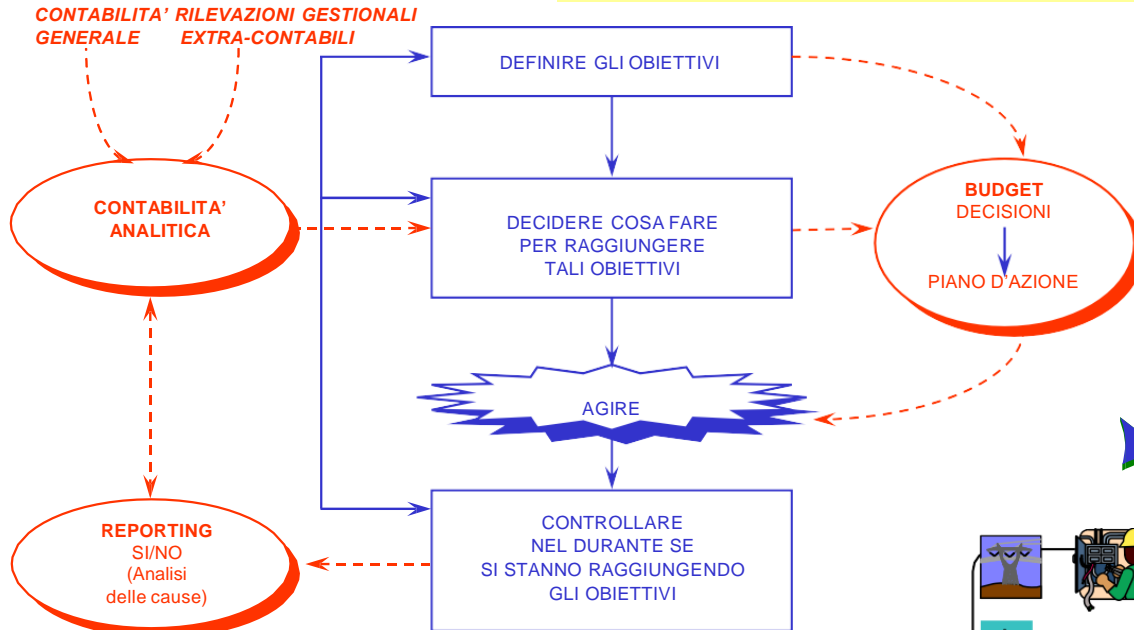 CONTABILITA' RILEVAZIONI GESTIONALI
GENERALE EXTRA-CONTABILI
DEFINIRE GLI OBIETTIVI
CONTABILITA'
ANALITICA
DECIDERE COSA FARE
PER RAGGIUNGERE
TALI OBIETTIVI
BUDGET
DECISIONI
PIANO D'AZIONE
AGIRE
REPORTING
SI/NO
(Analisi
delle cause)
CONTROLLARE
NEL DURANTE SE
SI STANNO RAGGIUNGENDO
GLI OBIETTIVI